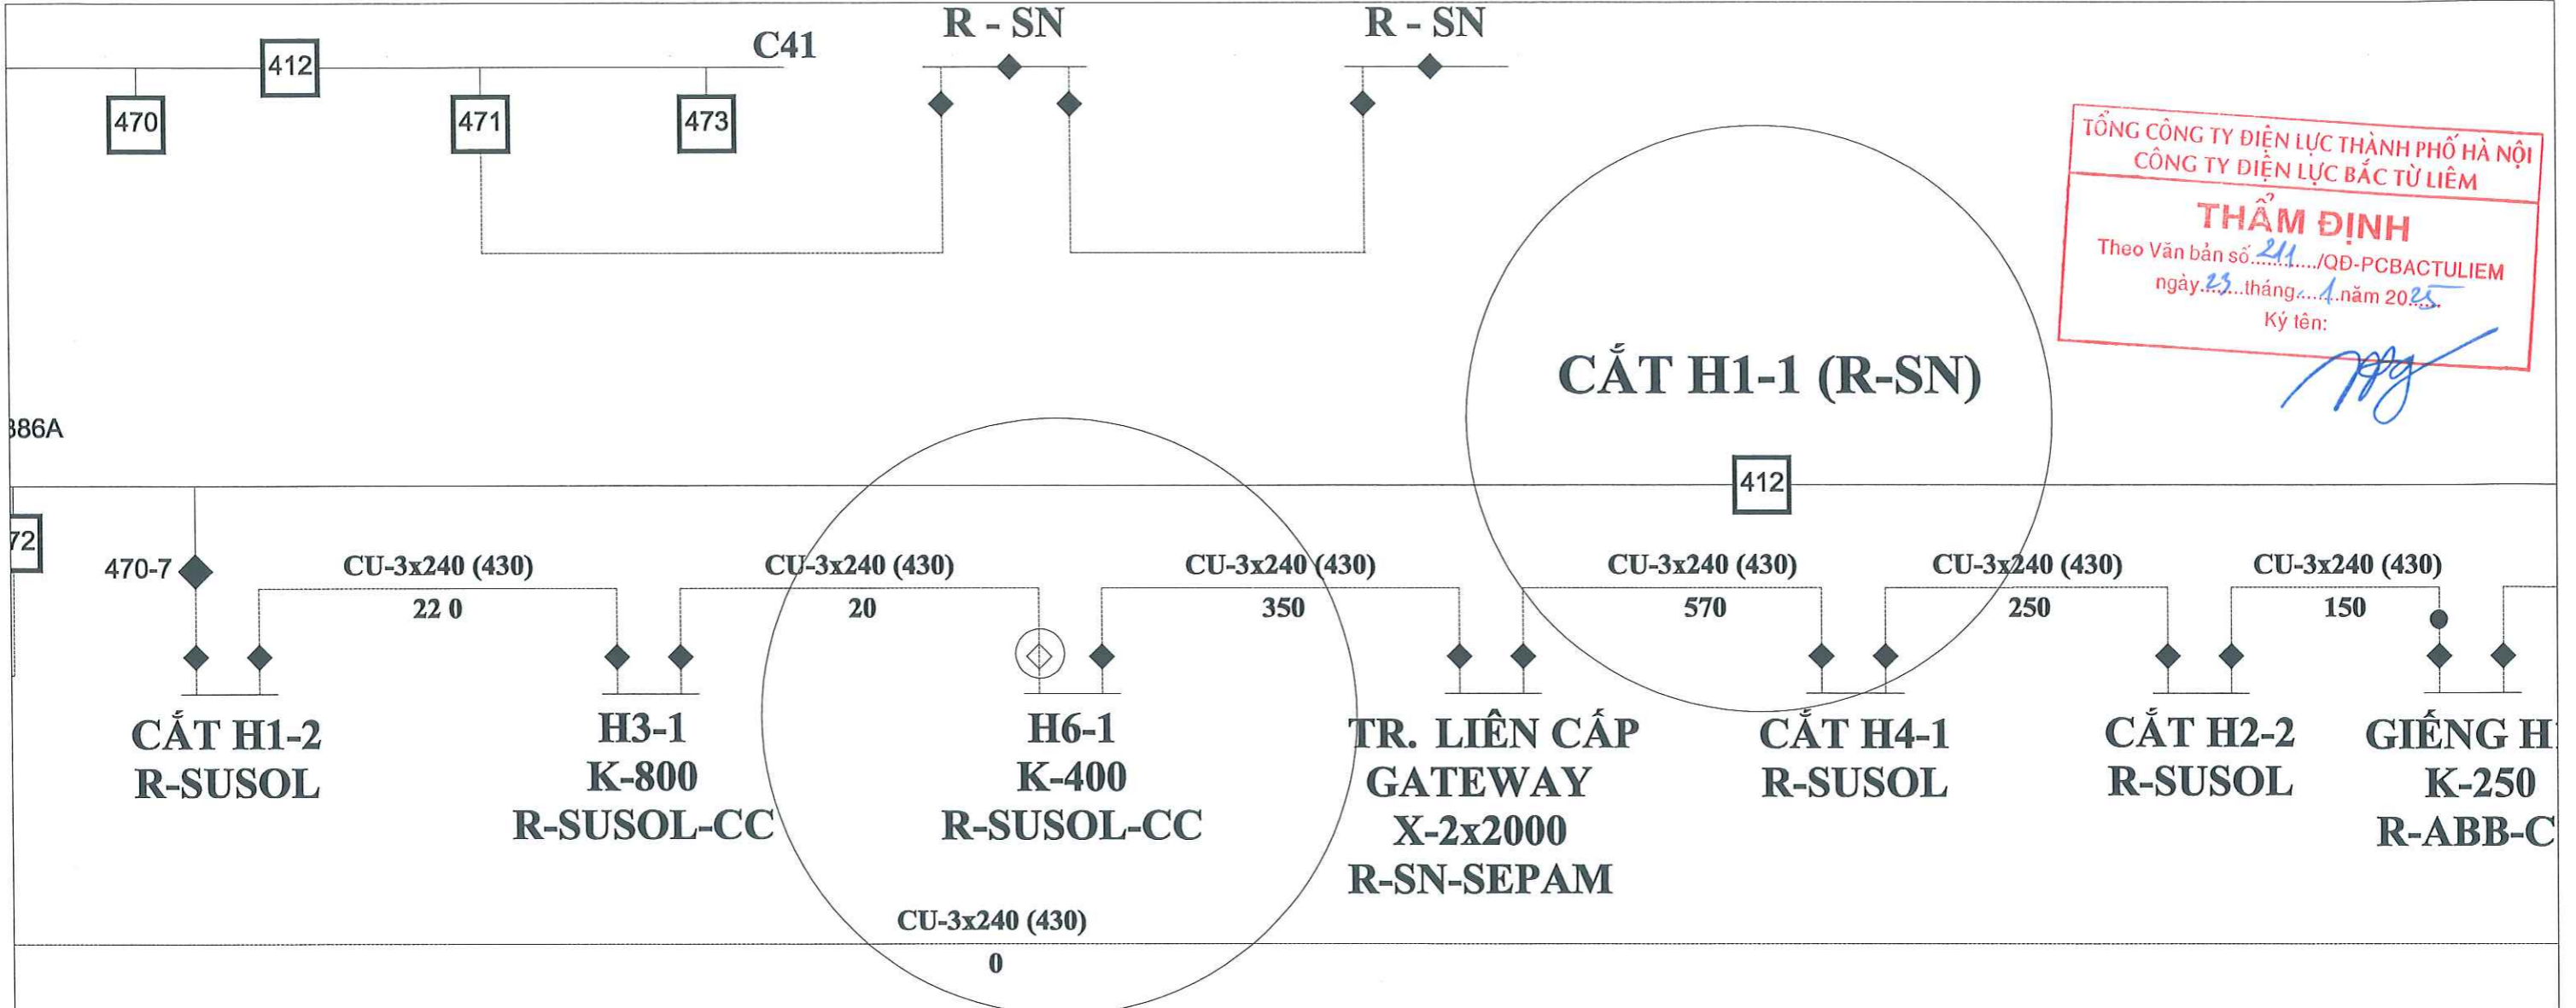 R - SN
R - SN
C41
412
470
471
473
TỔNG CÔNG TY ĐIỆN LỰC THÀNH PHỐ HÀ NỘI
CÔNG TY ĐIỆN LỰC BẮC TỪ LIÊM
THẨM ĐỊNH
Theo Văn bản số 211 /QĐ-PCBACTULIEM
ngày 23 tháng 1 năm 2025
Ký tên:
CẮT H1-1 (R-SN)
386A
412
72
470-7
CU-3x240 (430)
22 0
CU-3x240 (430)
20
CU-3x240 (430)
350
CU-3x240 (430)
570
CU-3x240 (430)
250
CU-3x240 (430)
150
CẮT H1-2
R-SUSOL
H3-1
K-800
R-SUSOL-CC
H6-1
K-400
R-SUSOL-CC
TR. LIÊN CẤP
GATEWAY
X-2x2000
R-SN-SEPAM
CẮT H4-1
R-SUSOL
CẮT H2-2
R-SUSOL
GIẾNG H
K-250
R-ABB-C
CU-3x240 (430)
0